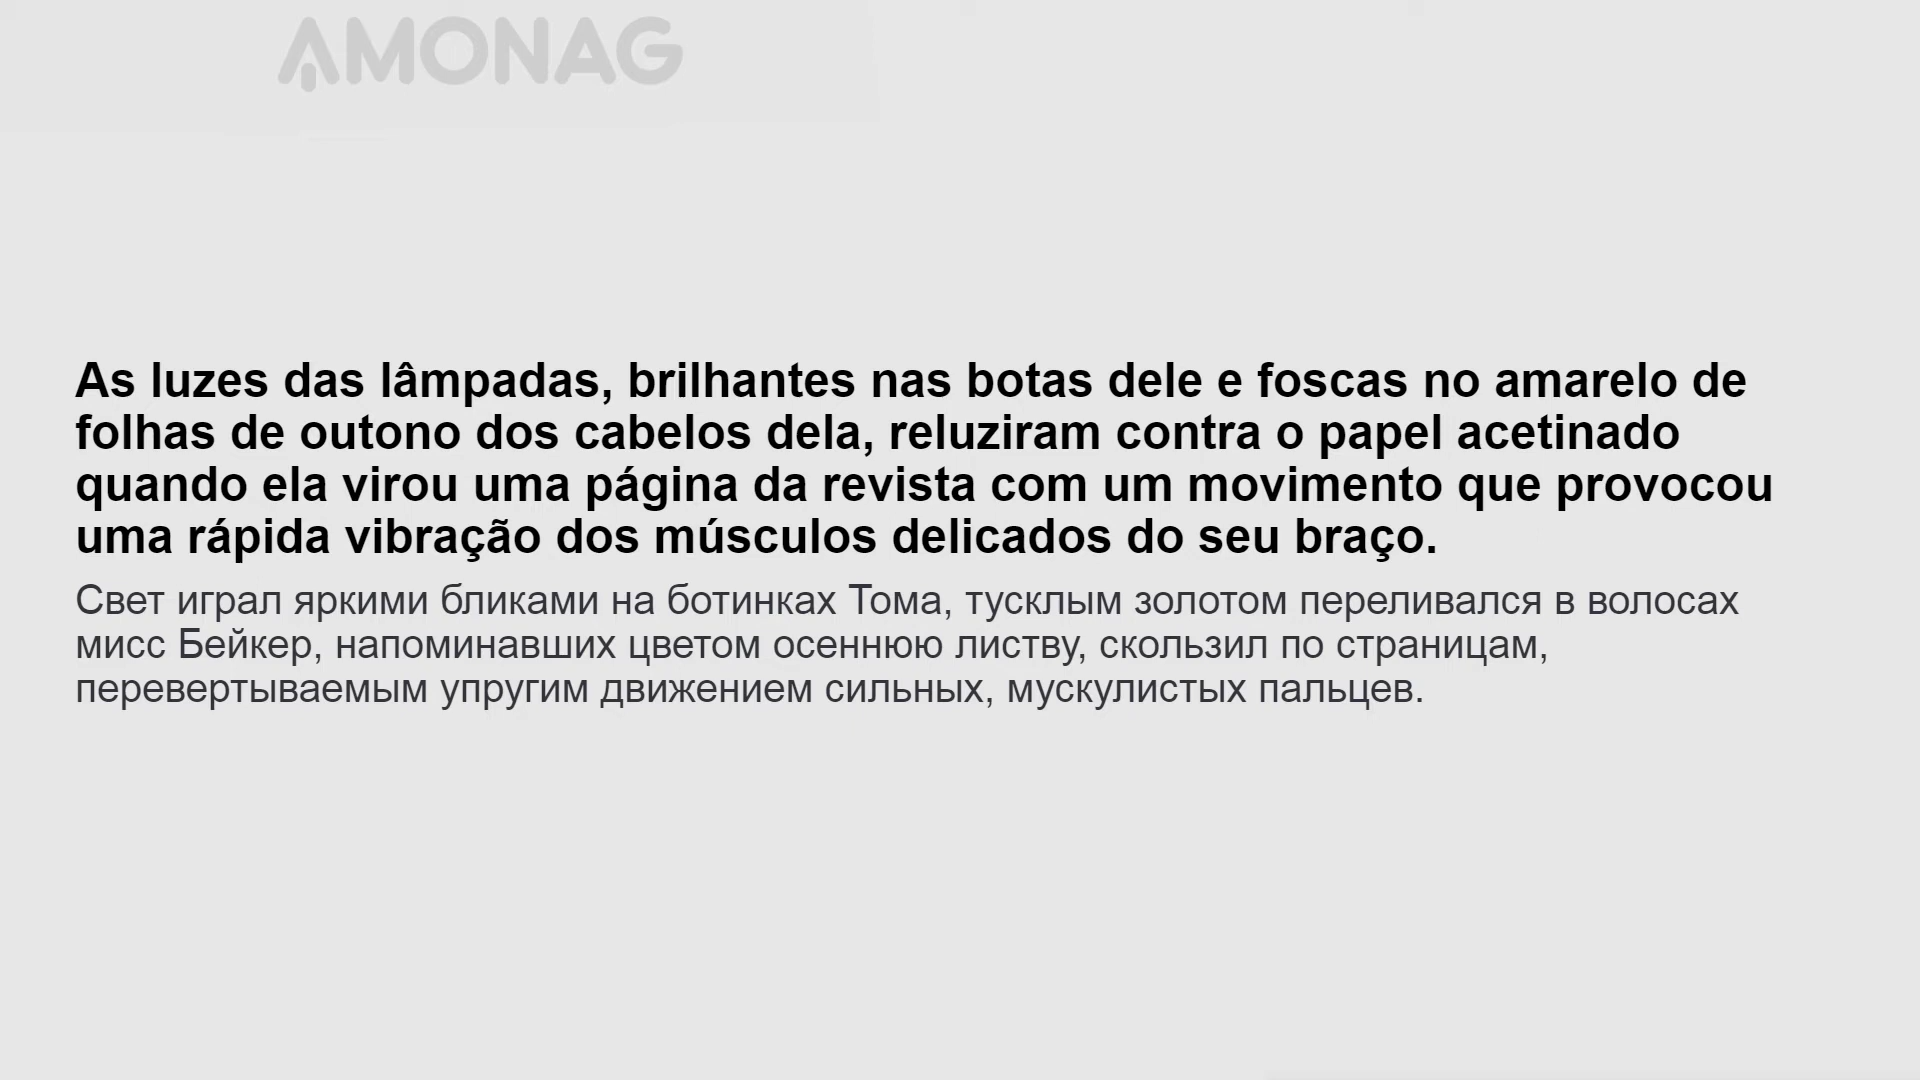 AMONAG
As luzes das lâmpadas, brilhantes nas botas dele e foscas no amarelo de
folhas de outono dos cabelos dela, reluziram contra o papel acetinado
quando ela virou uma página da revista com um movimento que provocou
uma rápida vibração dos músculos delicados do seu braço.
Свет играл яркими бликами на ботинках Тома, тусклым золотом переливался в волосах
мисс Бейкер, напоминавших цветом осеннюю листву, скользил по страницам,
перевертываемым упругим движением сильных, мускулистых пальцев.